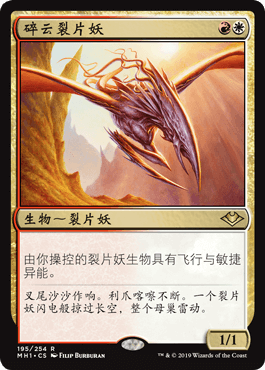 碎云裂片妖
生物～裂片妖
由你操控的裂片妖生物具有飞行与敏捷
异能。
叉尾沙沙作响。利爪喀嚓不断。一个裂片
妖闪电般掠过长空，整个母巢雷动。
1/1
195/254 R
MH1 • CS FILIP BURBURAN
™ & © 2019 Wizards of the Coast